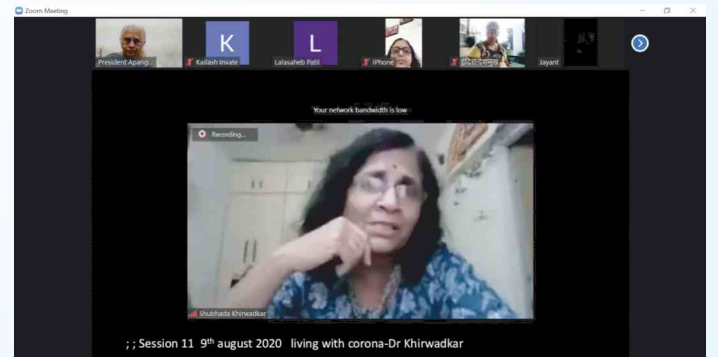 Zoom Meeting
K
L
President Apang...
Kailash Invate
Lalasaheb Patil
iPhone
इंदिरा देशमुख
Jayant
Your network bandwidth is low
Recording...
Shubhada Khirwadkar
; ; Session 11 9th august 2020 living with corona-Dr Khirwadkar